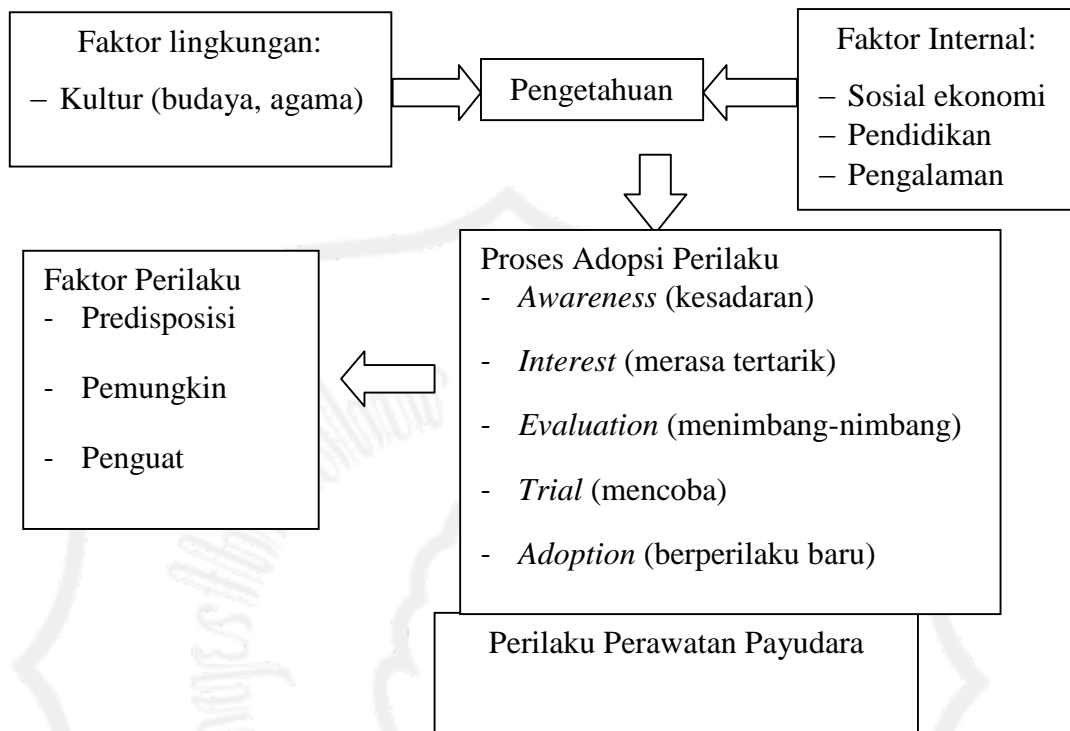 Faktor lingkungan:
– Kultur (budaya, agama)
Pengetahuan
Faktor Internal:
– Sosial ekonomi
– Pendidikan
– Pengalaman
Faktor Perilaku
- Predisposisi
- Pemungkin
- Penguat
Proses Adopsi Perilaku
- Awareness (kesadaran)
- Interest (merasa tertarik)
- Evaluation (menimbang-nimbang)
- Trial (mencoba)
- Adoption (berperilaku baru)
Perilaku Perawatan Payudara